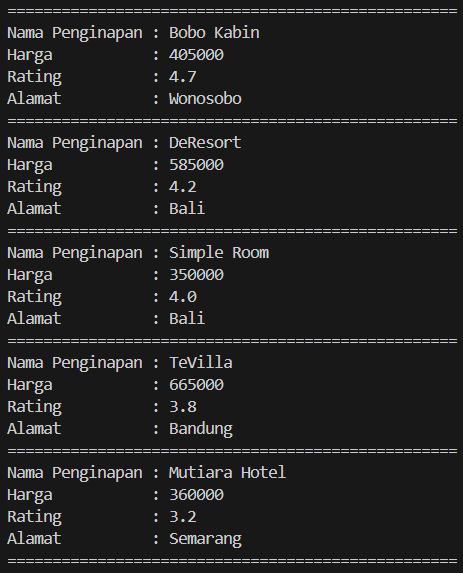 ==================================================
Nama Penginapan : Bobo Kabin
Harga           : 405000
Rating          : 4.7
Alamat          : Wonosobo
==================================================
Nama Penginapan : DeResort
Harga           : 585000
Rating          : 4.2
Alamat          : Bali
==================================================
Nama Penginapan : Simple Room
Harga           : 350000
Rating          : 4.0
Alamat          : Bali
==================================================
Nama Penginapan : TeVilla
Harga           : 665000
Rating          : 3.8
Alamat          : Bandung
==================================================
Nama Penginapan : Mutiara Hotel
Harga           : 360000
Rating          : 3.2
Alamat          : Semarang
==================================================